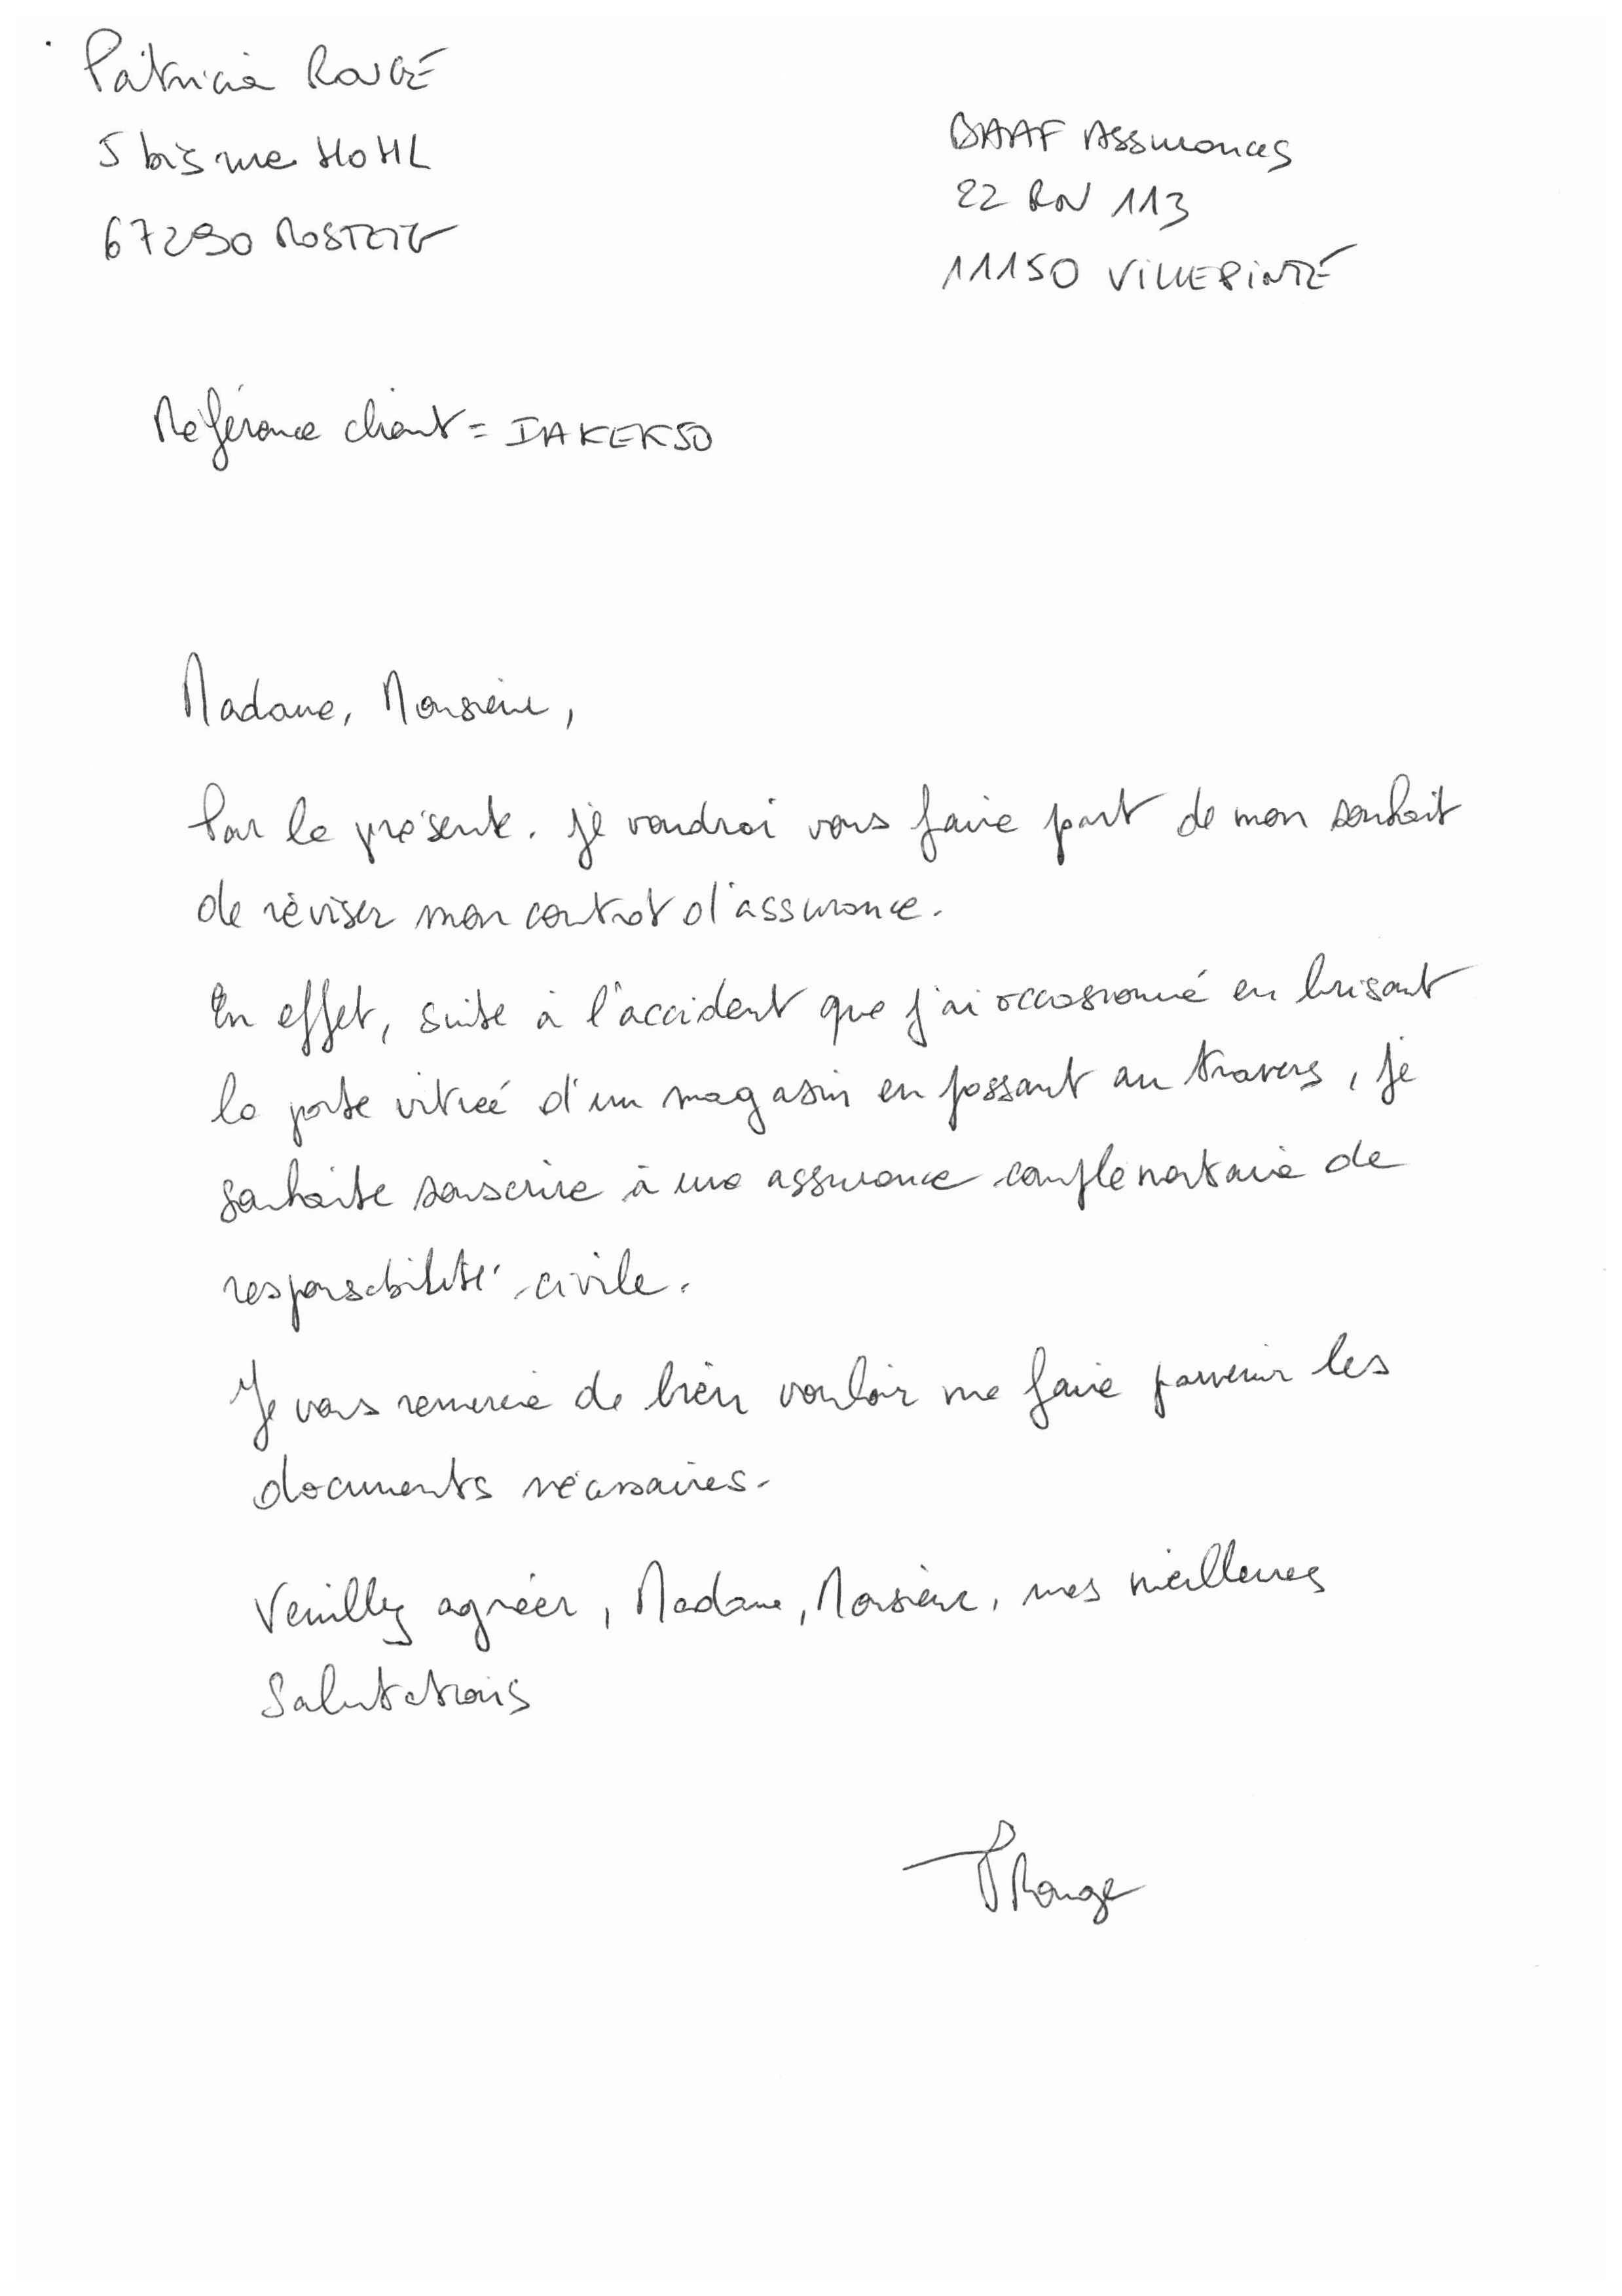 Patricia ROUGÉ
5 bis rue HOHL
67290 ROSTEIG
DAAF Assurances
22 RN 113
11150 VILLEPINTE
Référence client = IAKEK50
Madame, Monsieur,
Par la présente. je voudrai vous faire part de mon souhait
de réviser mon contrat d'assurance.
En effet, suite à l'accident que j'ai occasionné en brisant
la porte vitrée d'un magasin en passant au travers, je
souhaite souscrire à une assurance complémentaire de
responsabilité civile.
Je vous remercie de bien vouloir me faire parvenir les
documents nécessaires.
Veuillez agréer, Madame, Monsieur, mes meilleures
Salutations
PRouge